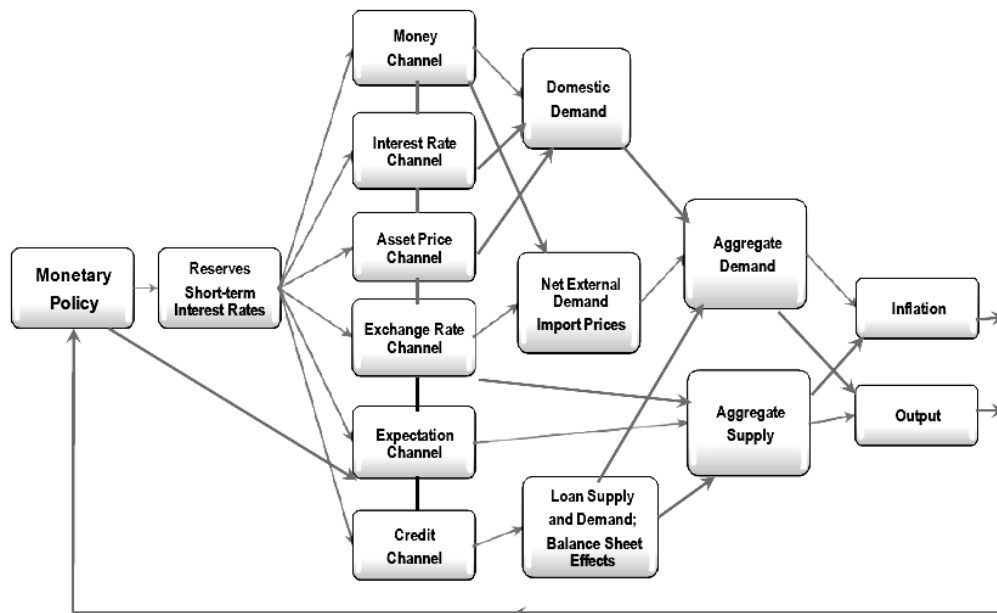 Money
Channel
Domestic
Demand
Interest Rate
Channel
Asset Price
Channel
Aggregate
Demand
Monetary
Policy
Reserves
Short-term
Interest Rates
Net External
Demand
Import Prices
Exchange Rate
Channel
Inflation
Expectation
Channel
Aggregate
Supply
Output
Credit
Channel
Loan Supply
and Demand;
Balance Sheet
Effects